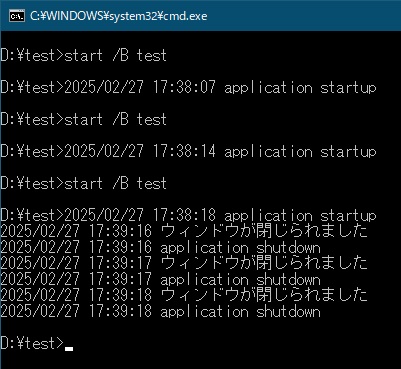 C:¥WINDOWS¥system32¥cmd.exe
D:¥test>start /B test
D:¥test>2025/02/27 17:38:07 application startup
D:¥test>start /B test
D:¥test>2025/02/27 17:38:14 application startup
D:¥test>start /B test
D:¥test>2025/02/27 17:38:18 application startup
2025/02/27 17:39:16 ウィンドウが閉じられました
2025/02/27 17:39:16 application shutdown
2025/02/27 17:39:17 ウィンドウが閉じられました
2025/02/27 17:39:17 application shutdown
2025/02/27 17:39:18 ウィンドウが閉じられました
2025/02/27 17:39:18 application shutdown
D:¥test>